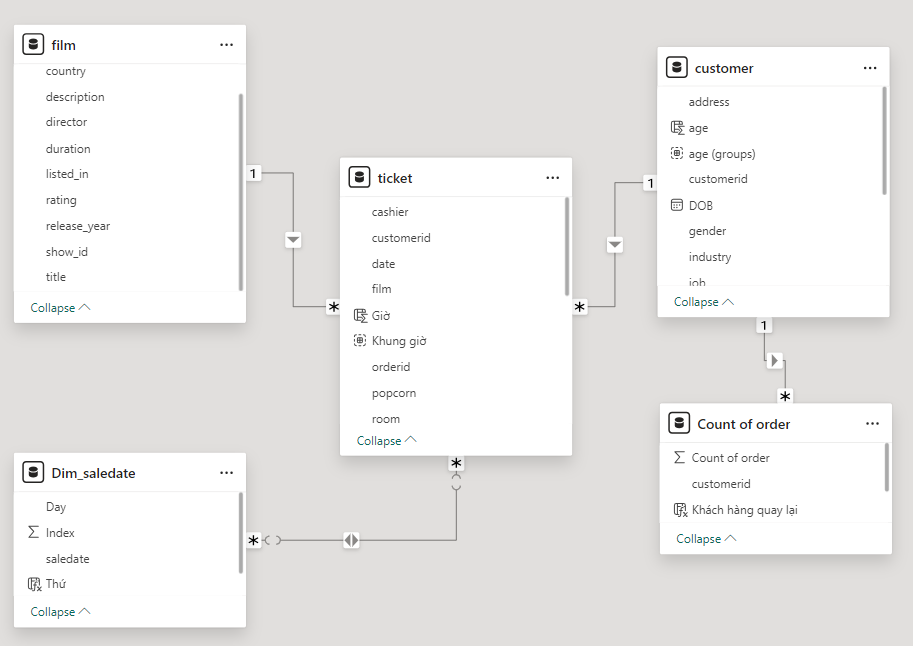 film
country
description
director
duration
listed_in
rating
release_year
show_id
title
Collapse
1
*
ticket
cashier
customerid
date
film
Giờ
Khung giờ
orderid
popcorn
room
Collapse
*
1
*
customer
address
age
age (groups)
customerid
DOB
gender
industry
job
Collapse
1
*
Count of order
Count of order
customerid
Khách hàng quay lại
Collapse
Dim_saledate
Day
Index
saledate
Thứ
Collapse
*